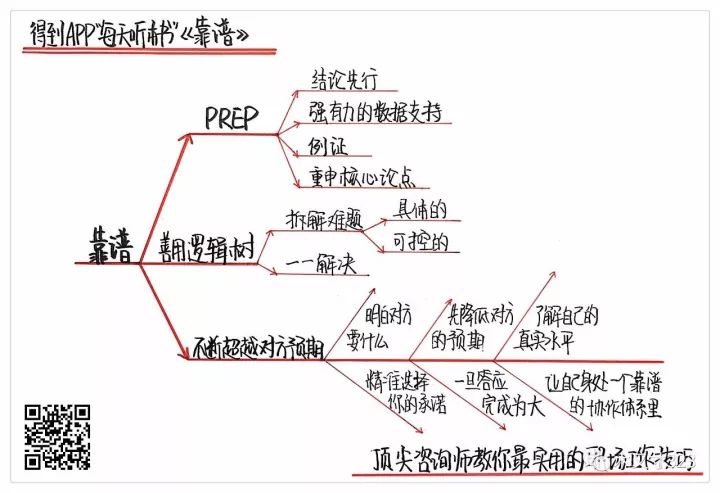 得到APP“每天听本书”《靠谱》
结论先行
PREP
强有力的数据支持
例证
重申核心论点
靠谱
善用逻辑树
拆解难题
具体的
可控的
一一解决
不断超越对方预期
明白对方
要什么
先降低对方
的预期
了解自己的
真实水平
精准选择
你的承诺
一旦答应
完成为大
让自己身处一个靠谱
的协作体系里
顶尖咨询师教你最实用的职场工作技巧